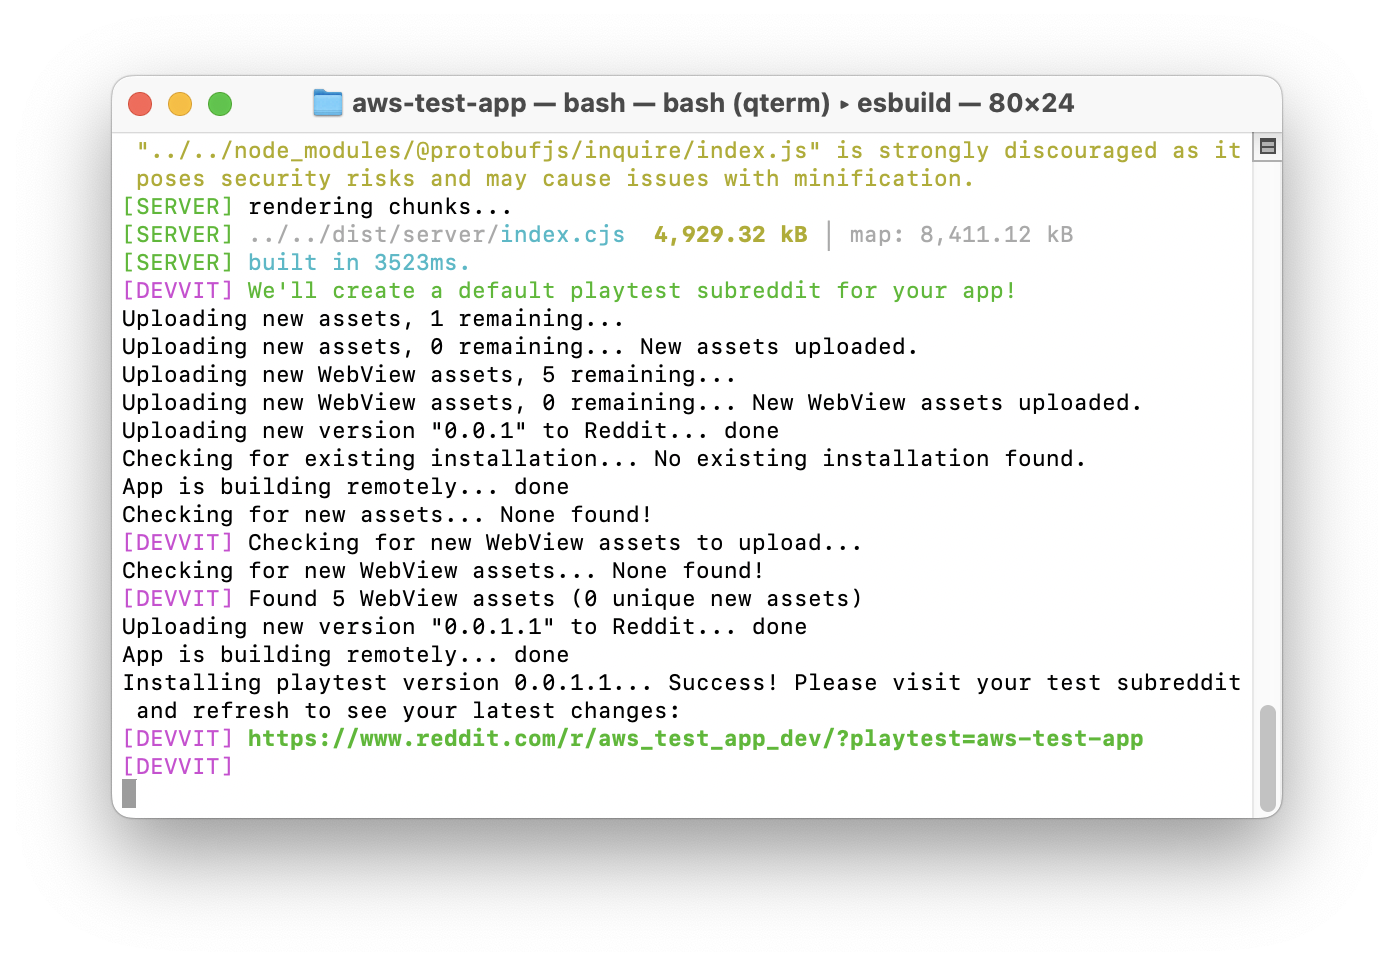 aws-test-app — bash — bash (qterm) ▸ esbuild — 80×24
"../../node_modules/@protobufjs/inquire/index.js" is strongly discouraged as it
poses security risks and may cause issues with minification.
[SERVER] rendering chunks...
[SERVER] ../../dist/server/index.cjs  4,929.32 kB │ map: 8,411.12 kB
[SERVER] built in 3523ms.
[DEVVIT] We'll create a default playtest subreddit for your app!
Uploading new assets, 1 remaining...
Uploading new assets, 0 remaining... New assets uploaded.
Uploading new WebView assets, 5 remaining...
Uploading new WebView assets, 0 remaining... New WebView assets uploaded.
Uploading new version "0.0.1" to Reddit... done
Checking for existing installation... No existing installation found.
App is building remotely... done
Checking for new assets... None found!
[DEVVIT] Checking for new WebView assets to upload...
Checking for new WebView assets... None found!
[DEVVIT] Found 5 WebView assets (0 unique new assets)
Uploading new version "0.0.1.1" to Reddit... done
App is building remotely... done
Installing playtest version 0.0.1.1... Success! Please visit your test subreddit
and refresh to see your latest changes:
[DEVVIT] https://www.reddit.com/r/aws_test_app_dev/?playtest=aws-test-app
[DEVVIT]